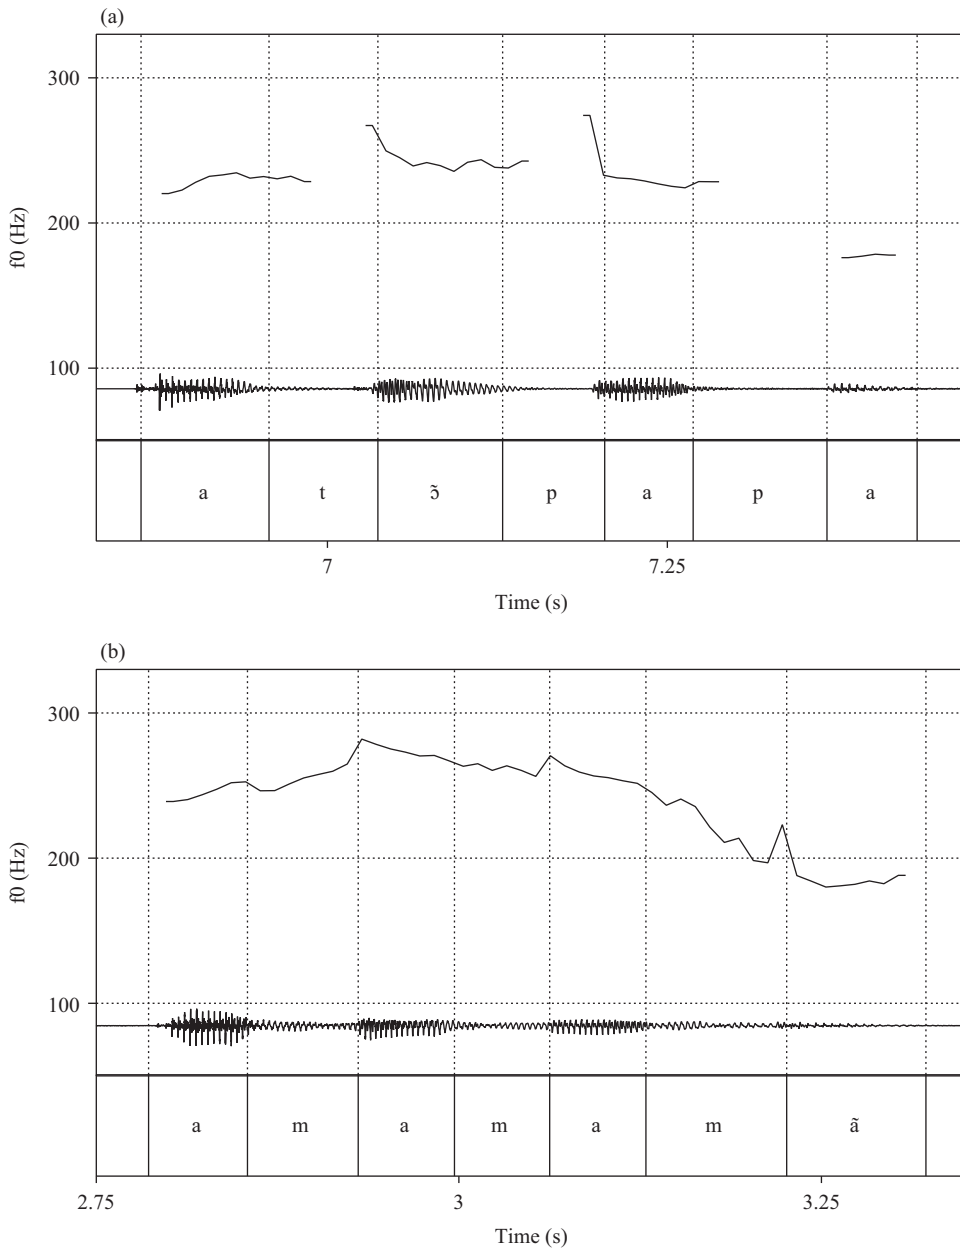 (a)
300
200
100
f0 (Hz)
a t ɔ̃ p a p a
7 7.25
Time (s)
(b)
300
200
100
f0 (Hz)
a m a m a m ã
2.75 3 3.25
Time (s)